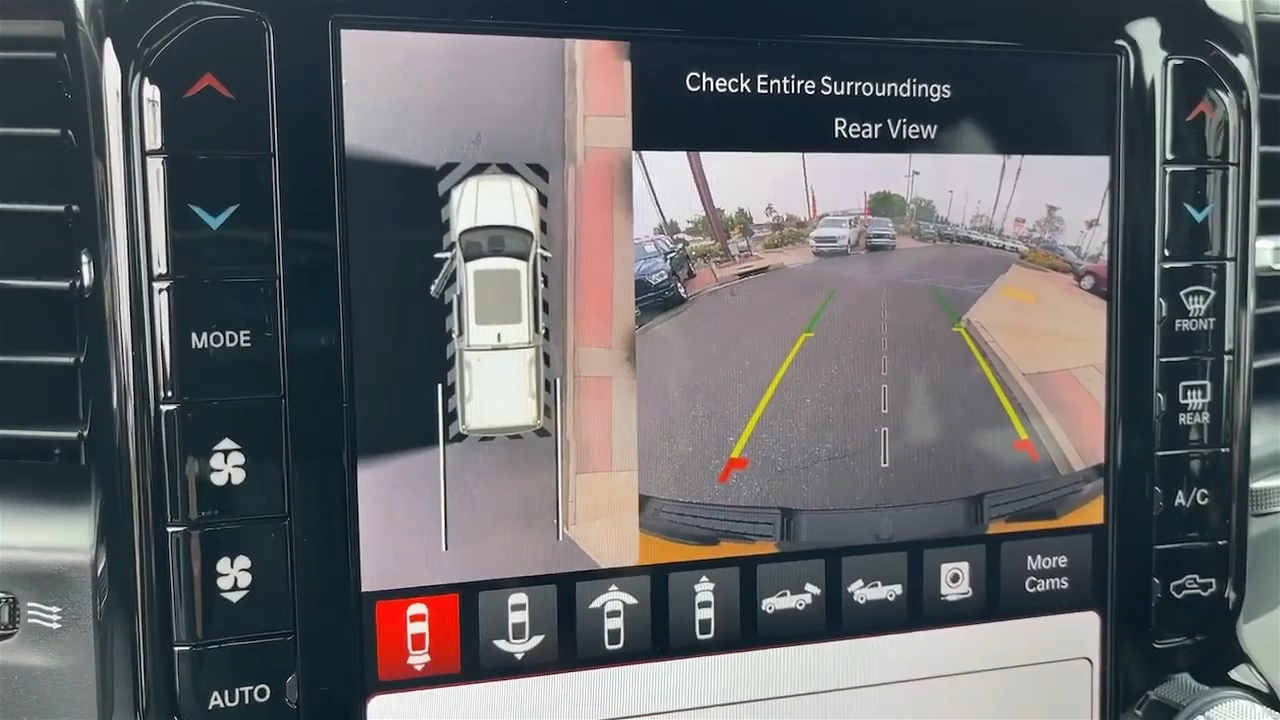 Check Entire Surroundings
Rear View
MODE
AUTO
More
Cams
FRONT
REAR
A/C